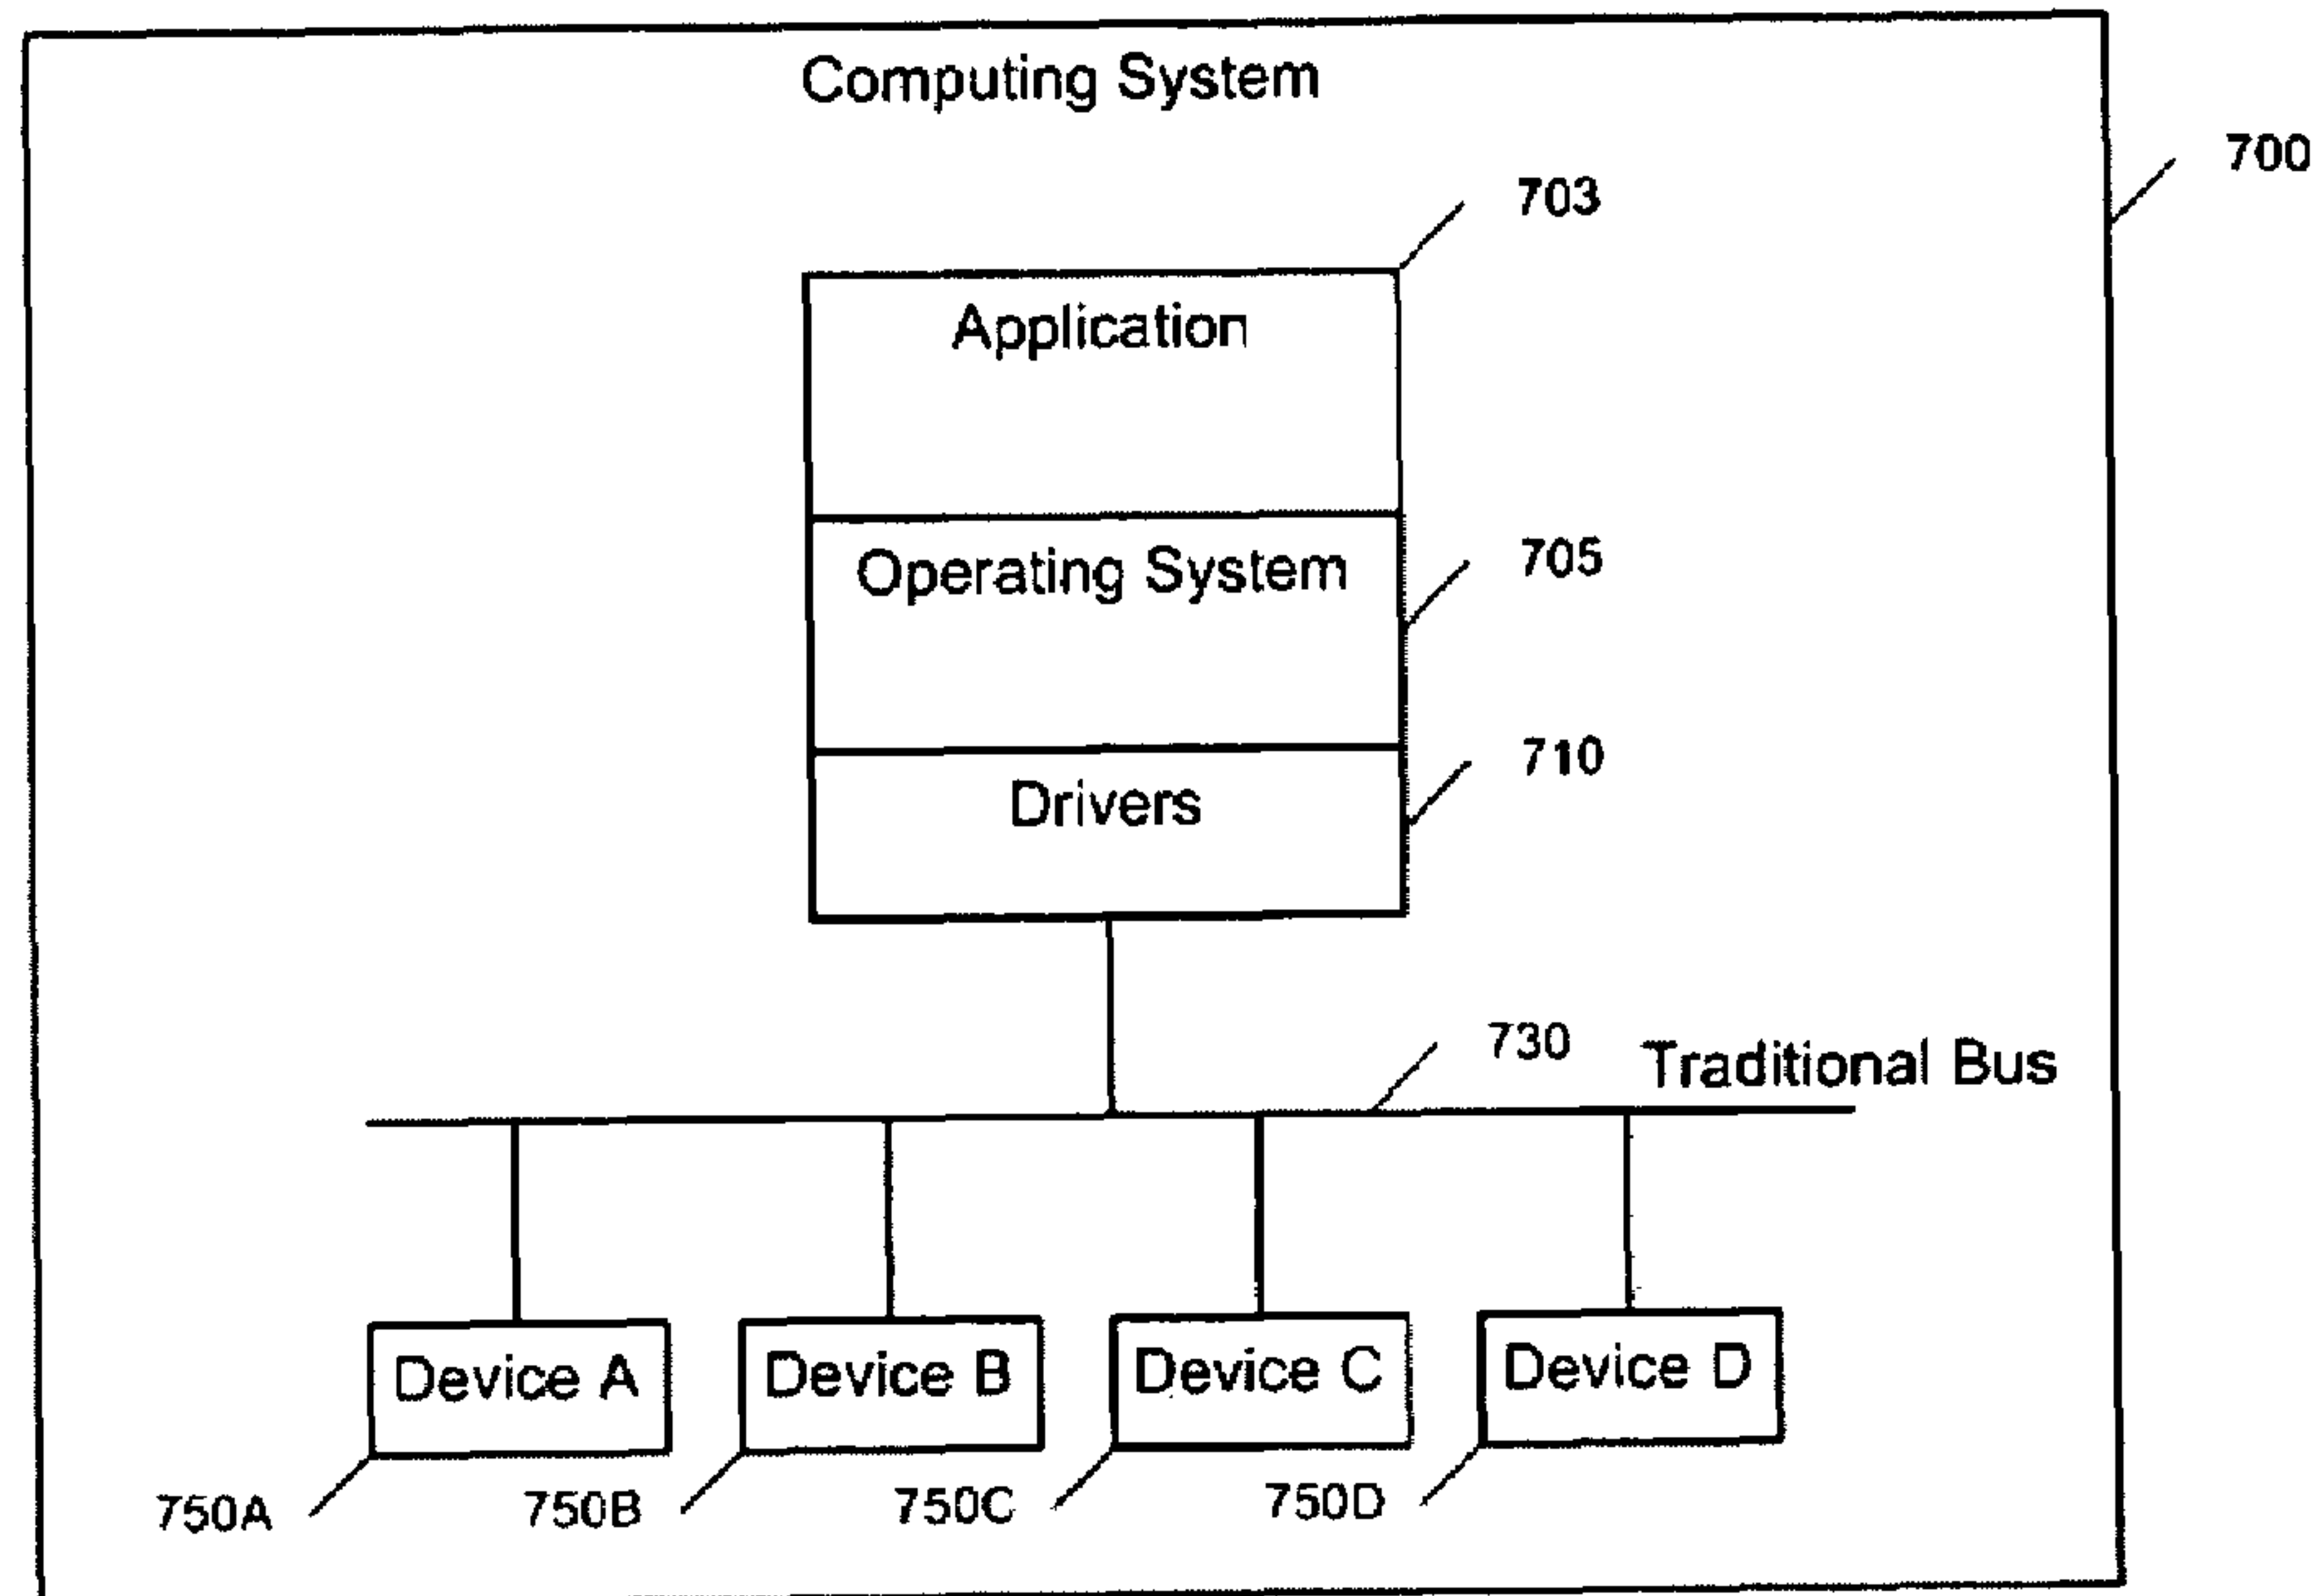 Computing System
700
703
Application
705
Operating System
710
Drivers
730
Traditional Bus
Device A
Device B
Device C
Device D
750A
750B
750C
750D